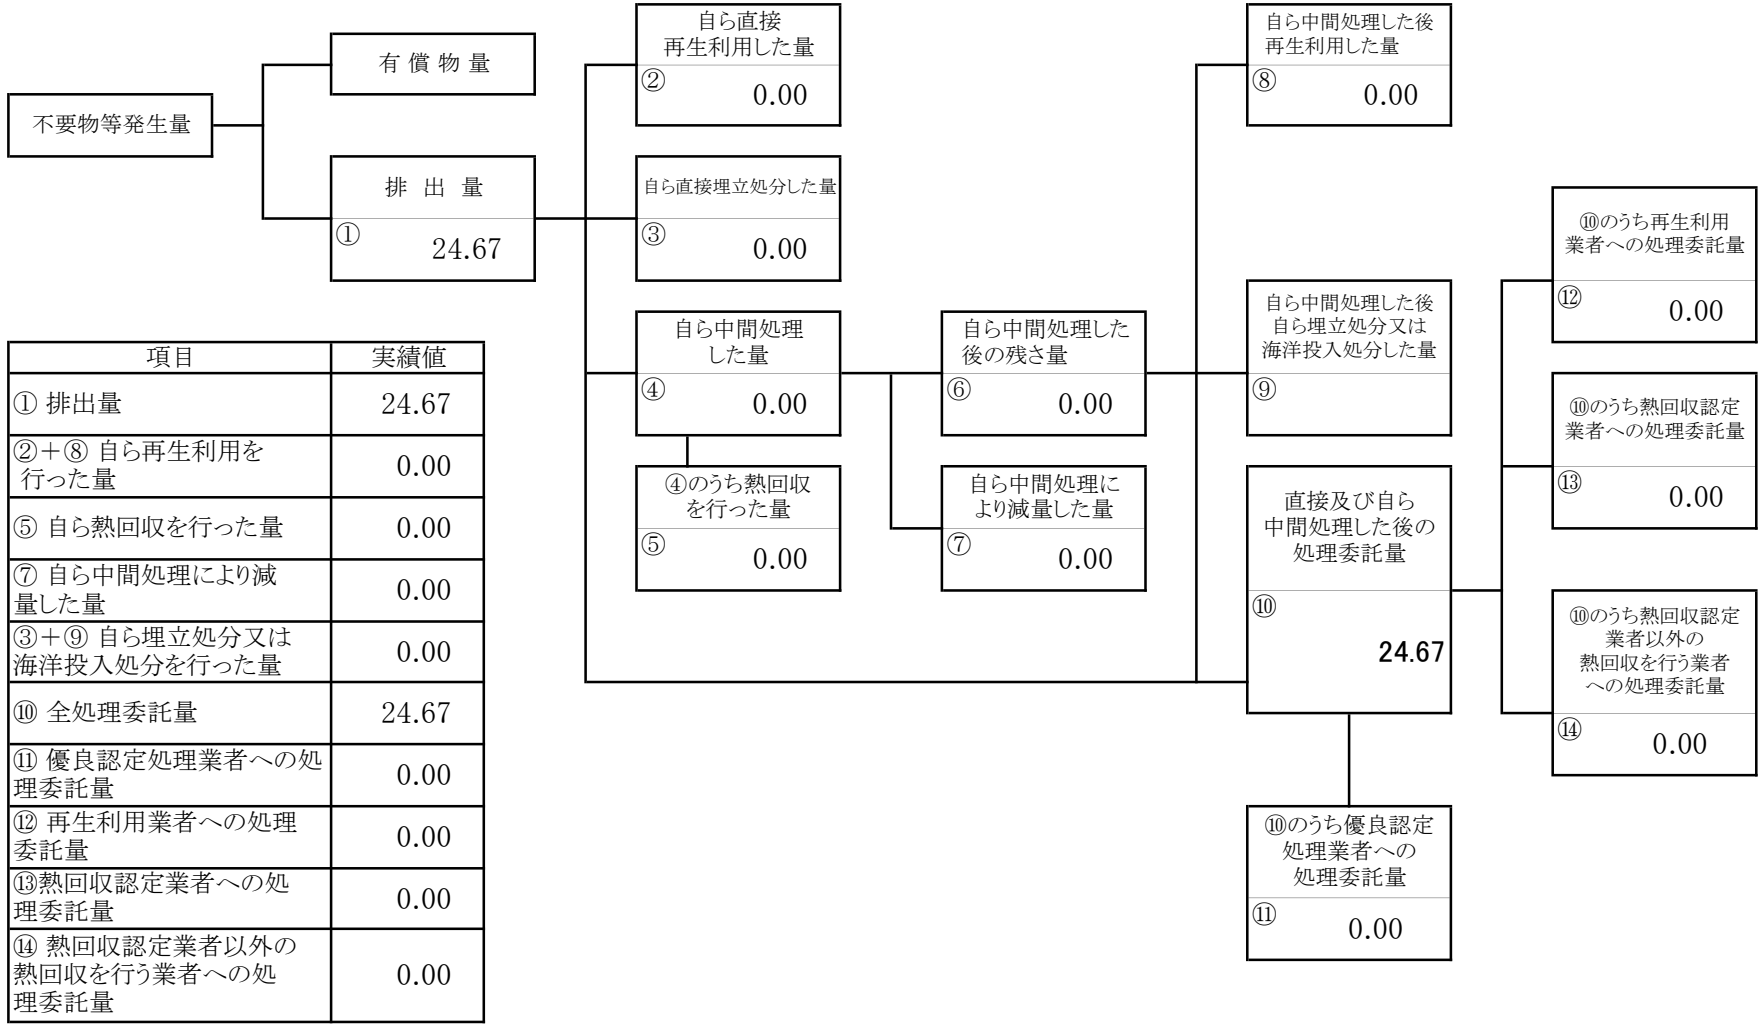 不要物等発生量
有 償 物 量
排 出 量
①
24.67
自ら直接
再生利用した量
②
0.00
自ら直接埋立処分した量
③
0.00
自ら中間処理
した量
④
0.00
④のうち熱回収
を行った量
⑤
0.00
自ら中間処理した
後の残さ量
⑥
0.00
自ら中間処理に
より減量した量
⑦
0.00
自ら中間処理した後
再生利用した量
⑧
0.00
自ら中間処理した後
自ら埋立処分又は
海洋投入処分した量
⑨
直接及び自ら
中間処理した後の
処理委託量
⑩
24.67
⑩のうち優良認定
処理業者への
処理委託量
⑪
0.00
⑩のうち再生利用
業者への処理委託量
⑫
0.00
⑩のうち熱回収認定
業者への処理委託量
⑬
0.00
⑩のうち熱回収認定
業者以外の
熱回収を行う業者
への処理委託量
⑭
0.00
項目 実績値
① 排出量 24.67
②＋⑧ 自ら再生利用を
行った量 0.00
⑤ 自ら熱回収を行った量 0.00
⑦ 自ら中間処理により減
量した量 0.00
③＋⑨ 自ら埋立処分又は
海洋投入処分を行った量 0.00
⑩ 全処理委託量 24.67
⑪ 優良認定処理業者への処
理委託量 0.00
⑫ 再生利用業者への処理
委託量 0.00
⑬熱回収認定業者への処
理委託量 0.00
⑭ 熱回収認定業者以外の
熱回収を行う業者への処
理委託量 0.00